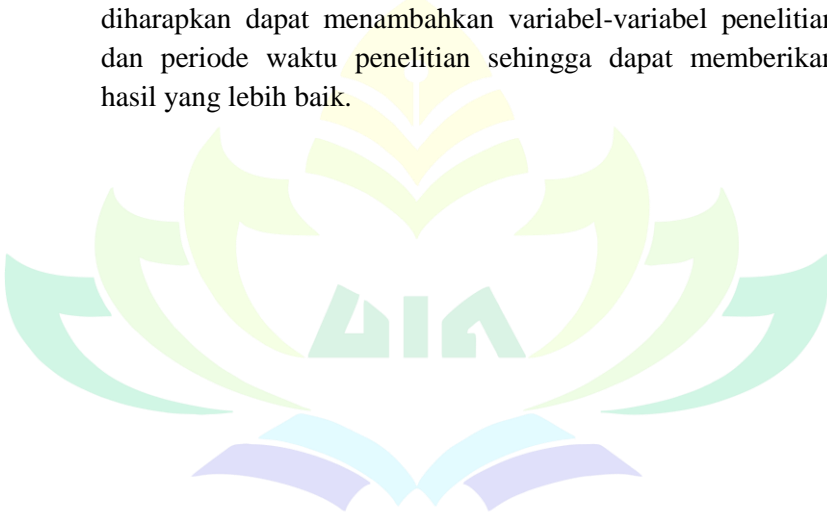 diharapkan dapat menambahkan variabel-variabel penelitian
dan periode waktu penelitian sehingga dapat memberikan
hasil yang lebih baik.